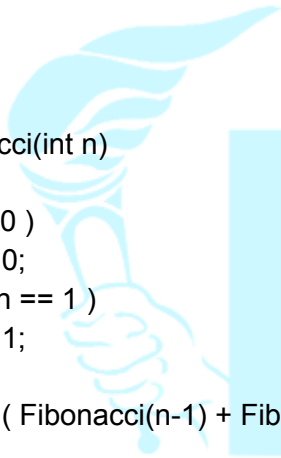 cci(int n)
0 )
0;
n == 1 )
1;
( Fibonacci(n-1) + Fib